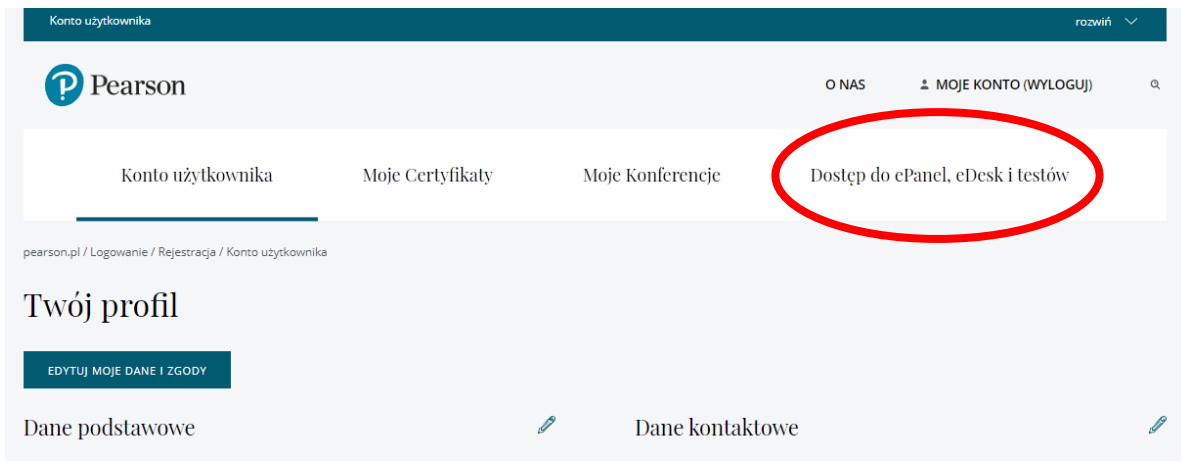 Konto użytkownika rozwiń
Pearson O NAS MOJE KONTO (WYLOGUJ)
Konto użytkownika Moje Certyfikaty Moje Konferencje Dostęp do ePanel, eDesk i testów
pearson.pl / Logowanie / Rejestracja / Konto użytkownika
Twój profil
EDYTUJ MOJE DANE I ZGODY
Dane podstawowe Dane kontaktowe